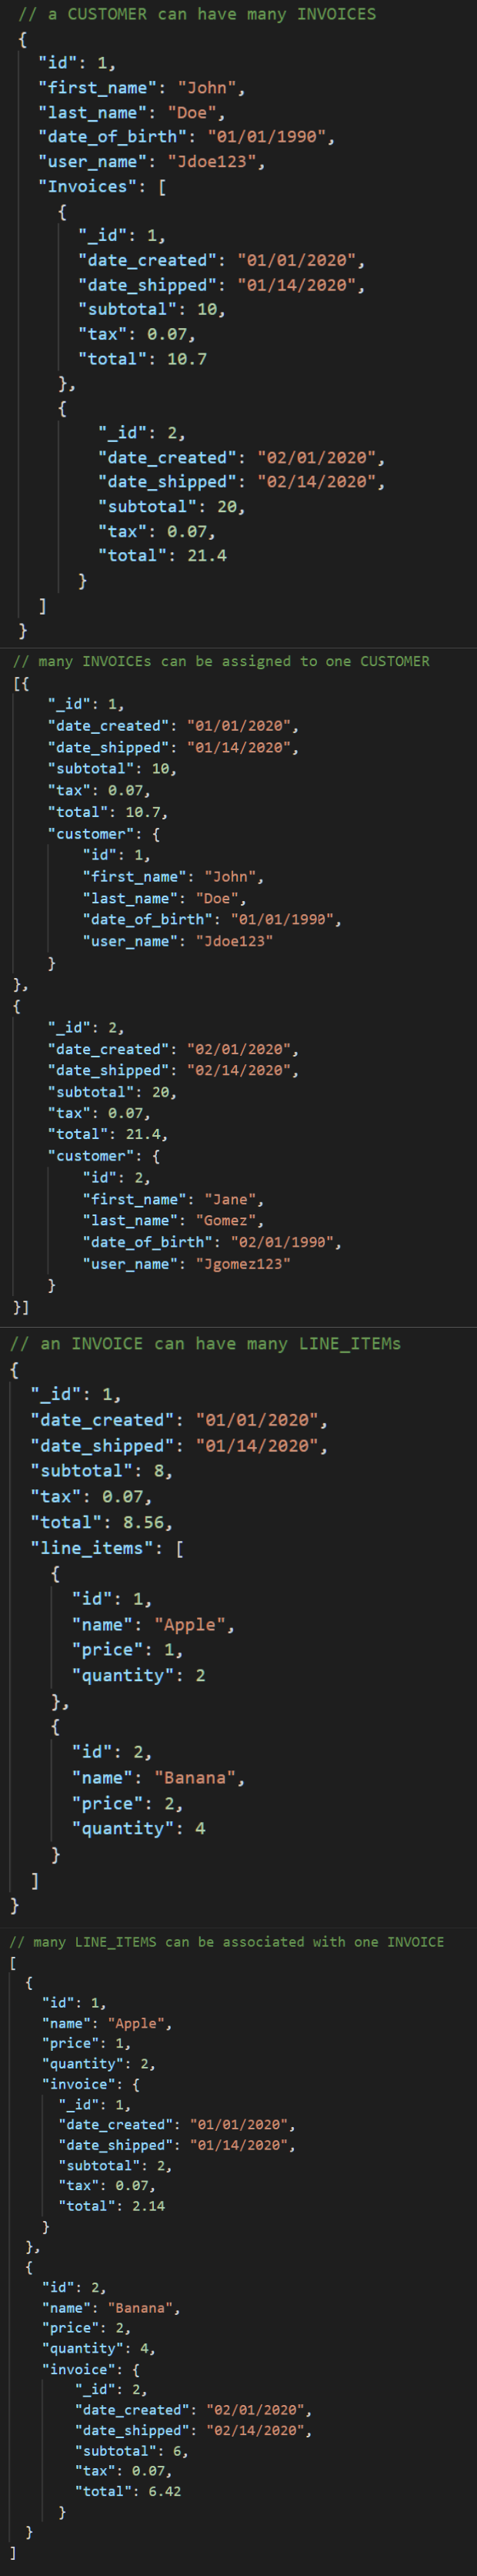 // a CUSTOMER can have many INVOICES
{
  "id": 1,
  "first_name": "John",
  "last_name": "Doe",
  "date_of_birth": "01/01/1990",
  "user_name": "Jdoe123",
  "Invoices": [
    {
      "_id": 1,
      "date_created": "01/01/2020",
      "date_shipped": "01/14/2020",
      "subtotal": 10,
      "tax": 0.07,
      "total": 10.7
    },
    {
        "_id": 2,
        "date_created": "02/01/2020",
        "date_shipped": "02/14/2020",
        "subtotal": 20,
        "tax": 0.07,
        "total": 21.4
      }
  ]
}
// many INVOICEs can be assigned to one CUSTOMER
[{
    "_id": 1,
    "date_created": "01/01/2020",
    "date_shipped": "01/14/2020",
    "subtotal": 10,
    "tax": 0.07,
    "total": 10.7,
    "customer": {
        "id": 1,
        "first_name": "John",
        "last_name": "Doe",
        "date_of_birth": "01/01/1990",
        "user_name": "Jdoe123"
    }
},
{
    "_id": 2,
    "date_created": "02/01/2020",
    "date_shipped": "02/14/2020",
    "subtotal": 20,
    "tax": 0.07,
    "total": 21.4,
    "customer": {
        "id": 2,
        "first_name": "Jane",
        "last_name": "Gomez",
        "date_of_birth": "02/01/1990",
        "user_name": "Jgomez123"
    }
}]
// an INVOICE can have many LINE_ITEMs
{
  "_id": 1,
  "date_created": "01/01/2020",
  "date_shipped": "01/14/2020",
  "subtotal": 8,
  "tax": 0.07,
  "total": 8.56,
  "line_items": [
    {
      "id": 1,
      "name": "Apple",
      "price": 1,
      "quantity": 2
    },
    {
      "id": 2,
      "name": "Banana",
      "price": 2,
      "quantity": 4
    }
  ]
}
// many LINE_ITEMS can be associated with one INVOICE
[
  {
    "id": 1,
    "name": "Apple",
    "price": 1,
    "quantity": 2,
    "invoice": {
      "_id": 1,
      "date_created": "01/01/2020",
      "date_shipped": "01/14/2020",
      "subtotal": 2,
      "tax": 0.07,
      "total": 2.14
    }
  },
  {
    "id": 2,
    "name": "Banana",
    "price": 2,
    "quantity": 4,
    "invoice": {
        "_id": 2,
        "date_created": "02/01/2020",
        "date_shipped": "02/14/2020",
        "subtotal": 6,
        "tax": 0.07,
        "total": 6.42
      }
  }
]